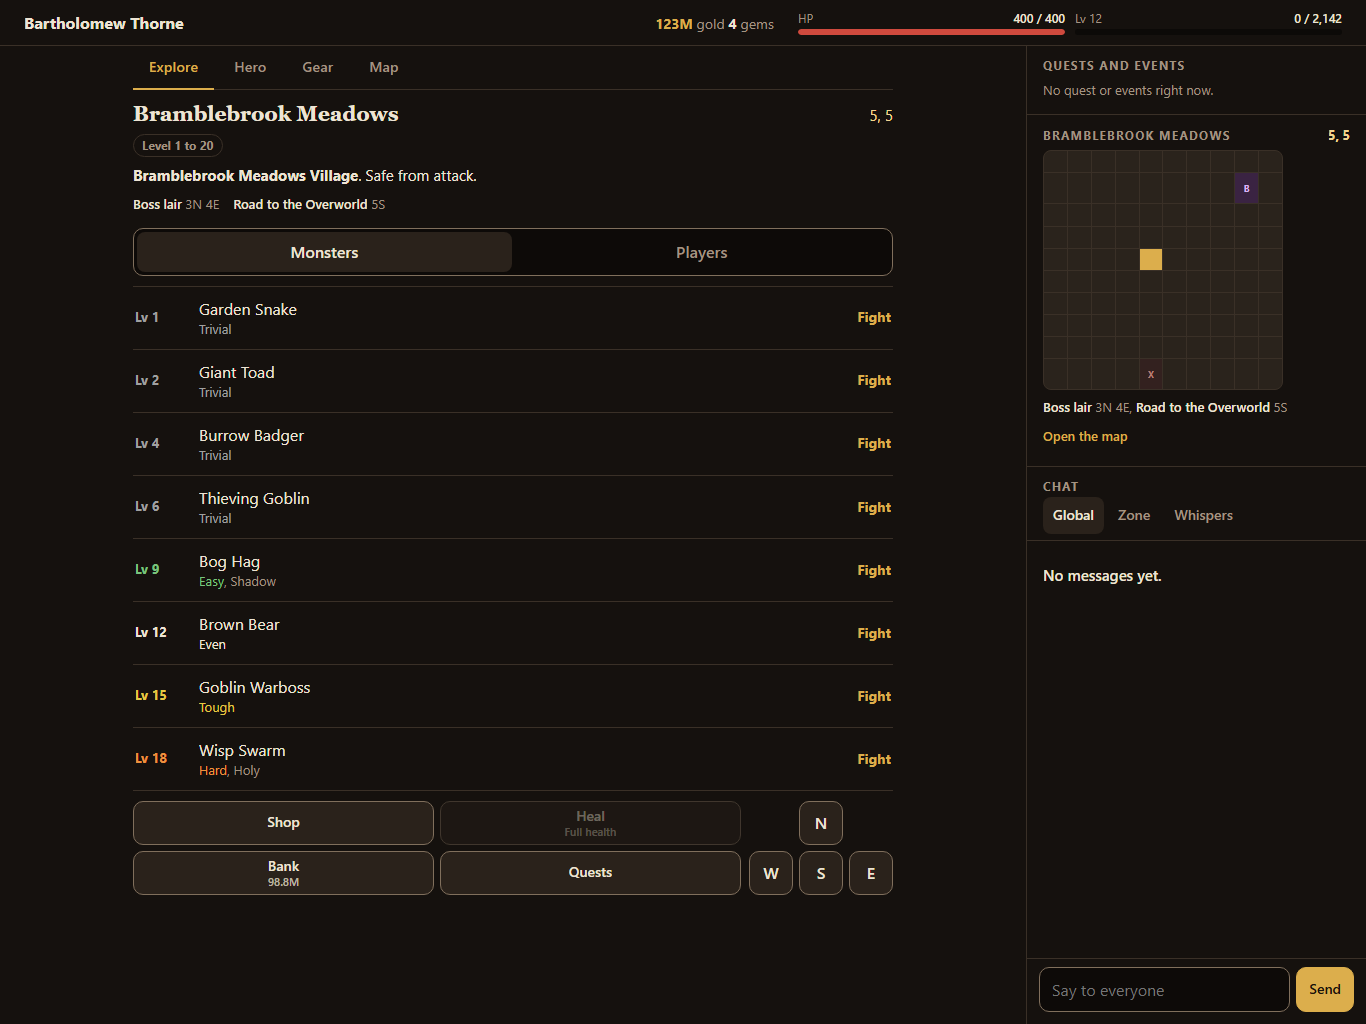 Bartholomew Thorne
123M gold 4 gems
HP 400 / 400
Lv 12 0 / 2,142
Explore Hero Gear Map
Bramblebrook Meadows 5, 5
Level 1 to 20
Bramblebrook Meadows Village. Safe from attack.
Boss lair 3N 4E Road to the Overworld 5S
Monsters Players
Lv 1 Garden Snake Fight
Trivial
Lv 2 Giant Toad Fight
Trivial
Lv 4 Burrow Badger Fight
Trivial
Lv 6 Thieving Goblin Fight
Trivial
Lv 9 Bog Hag Fight
Easy, Shadow
Lv 12 Brown Bear Fight
Even
Lv 15 Goblin Warboss Fight
Tough
Lv 18 Wisp Swarm Fight
Hard, Holy
Shop
Heal
Full health
N
Bank
98.8M
Quests
W S E
QUESTS AND EVENTS
No quest or events right now.
BRAMBLEBROOK MEADOWS 5, 5
B
X
Boss lair 3N 4E, Road to the Overworld 5S
Open the map
CHAT
Global Zone Whispers
No messages yet.
Say to everyone Send